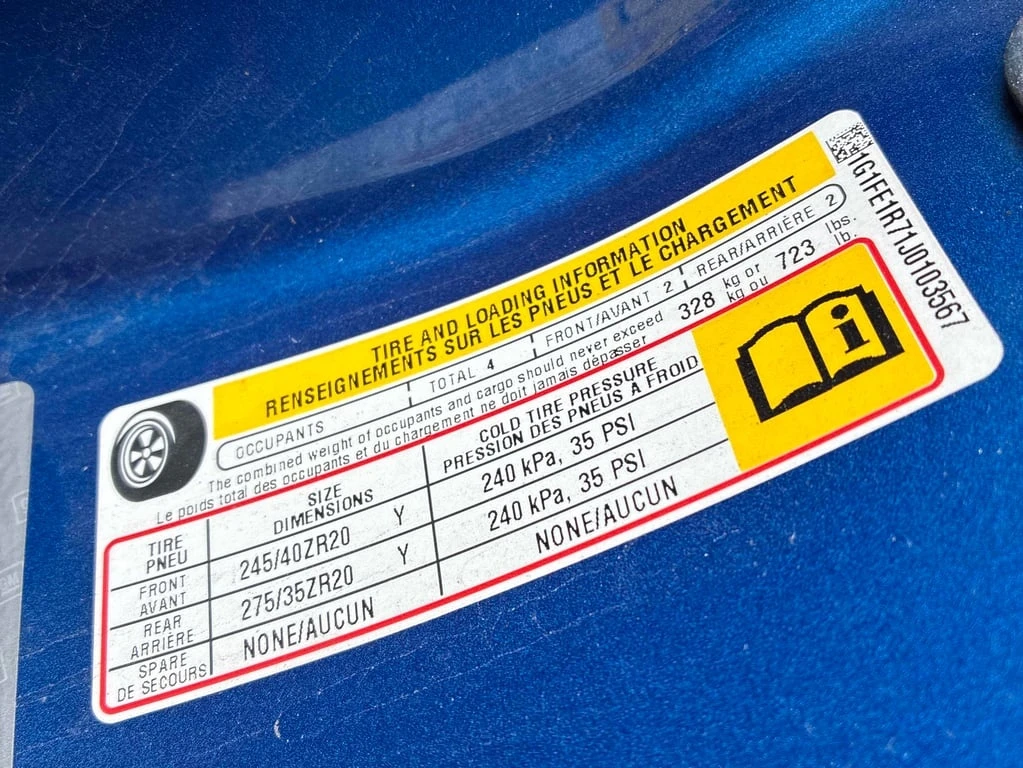 1G1FE1R71J0103567
TIRE AND LOADING INFORMATION
RENSEIGNEMENTS SUR LES PNEUS ET LE CHARGEMENT
OCCUPANTS TOTAL 4 FRONT/AVANT 2 REAR/ARRIÈRE 2
The combined weight of occupants and cargo should never exceed 328 kg or 723 lbs.
Le poids total des occupants et du chargement ne doit jamais dépasser kg ou lb.
TIRE SIZE COLD TIRE PRESSURE
PNEU DIMENSIONS PRESSION DES PNEUS A FROID
FRONT
AVANT 245/40ZR20 Y 240 kPa, 35 PSI
REAR
ARRIÈRE 275/35ZR20 Y 240 kPa, 35 PSI
SPARE
DE SECOURS NONE/AUCUN NONE/AUCUN